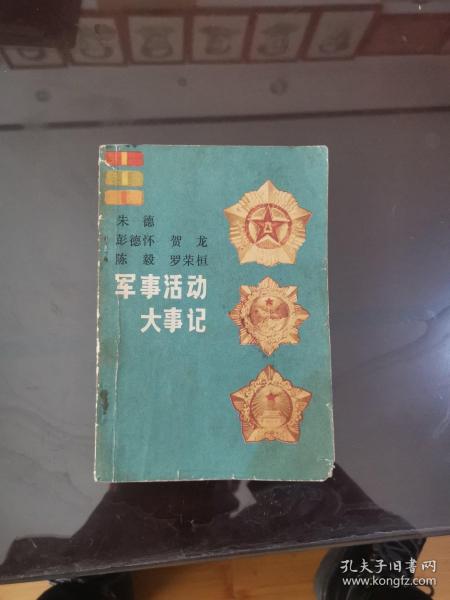 朱 德
彭德怀 贺 龙
陈 毅 罗荣桓
军事活动
大事记
孔夫子旧书网
www.kongfz.com